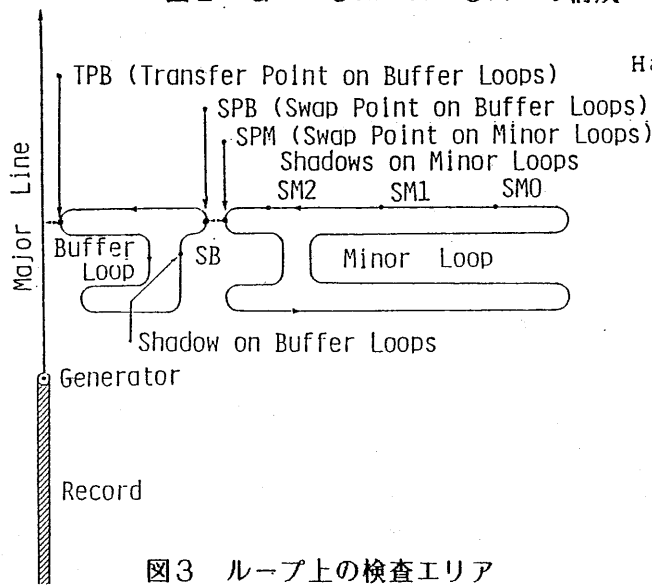 TPB (Transfer Point on Buffer Loops)
SPB (Swap Point on Buffer Loops)
SPM (Swap Point on Minor Loops)
Shadows on Minor Loops
SM2 SM1 SM0
Major Line
Buffer Loop
SB
Minor Loop
Shadow on Buffer Loops
Generator
Record
図3 ループ上の検査エリア